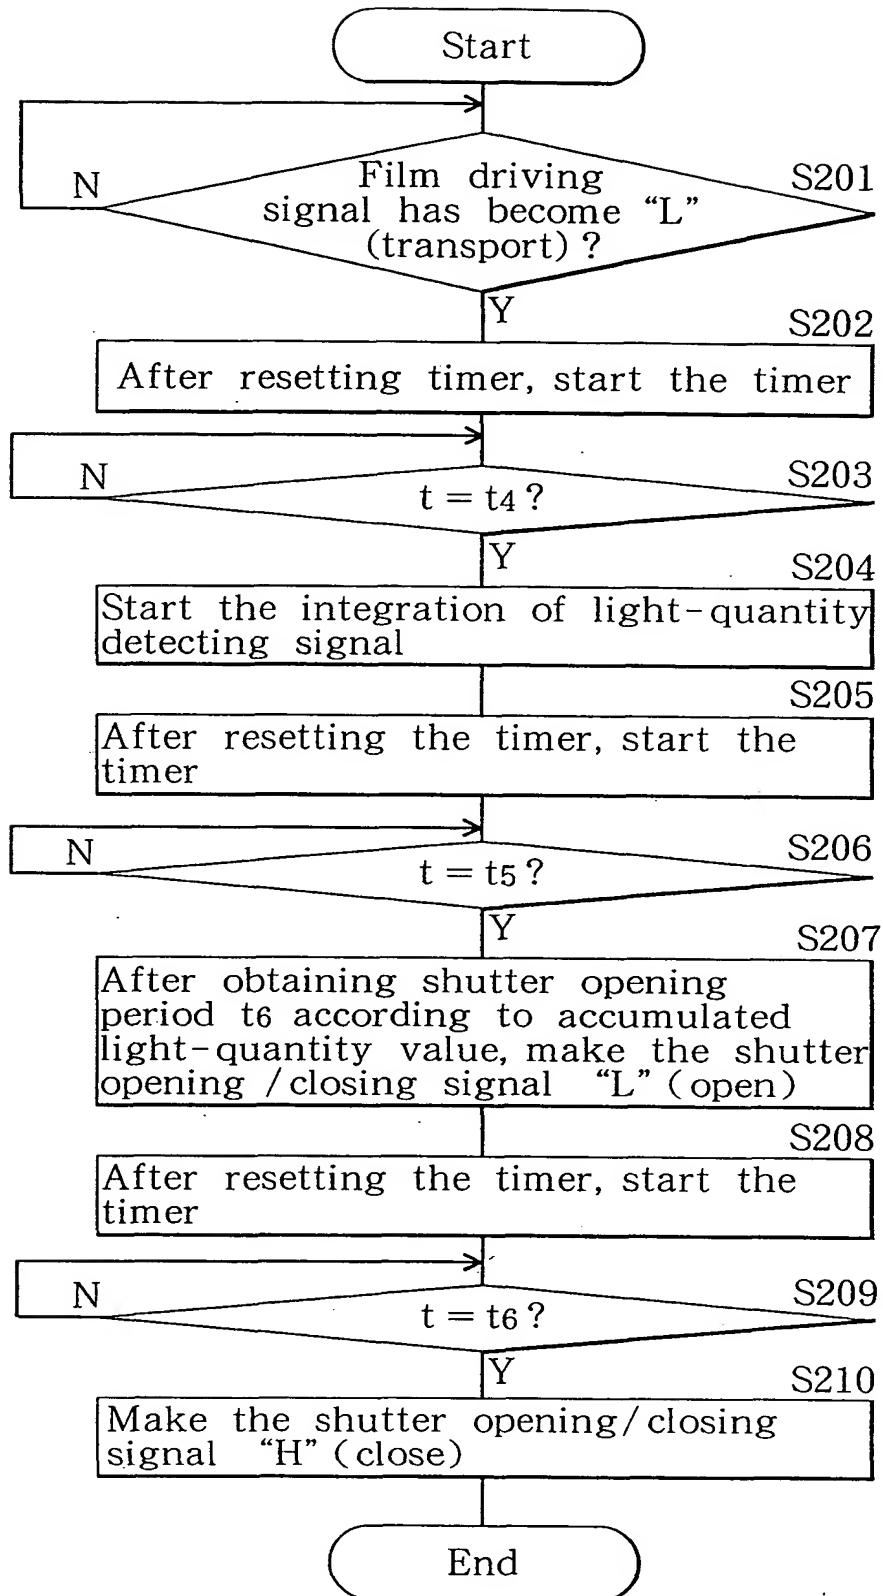 Start
N
Film driving
signal has become “L”
(transport)?
S201
Y
S202
After resetting timer, start the timer
N
t = t4?
S203
Y
S204
Start the integration of light-quantity
detecting signal
S205
After resetting the timer, start the
timer
N
t = t5?
S206
Y
S207
After obtaining shutter opening
period t6 according to accumulated
light-quantity value, make the shutter
opening /closing signal “L” (open)
S208
After resetting the timer, start the
timer
N
t = t6?
S209
Y
S210
Make the shutter opening/closing
signal “H” (close)
End